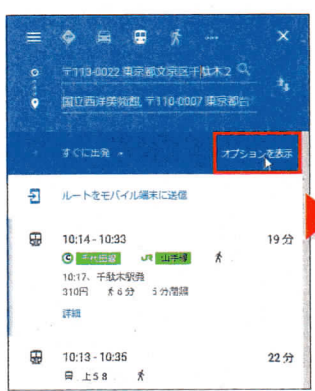 〒113-0022 東京都文京区千駄木2
国立西洋美術館, 〒110-0007 東京都台
すぐに出発
オプションを表示
ルートをモバイル端末に送信
10:14 - 10:33 19 分
千代田線 JR 山手線
10:17、千駄木駅発
310円 6 分 5 分間隔
詳細
10:13 - 10:35 22 分
上58